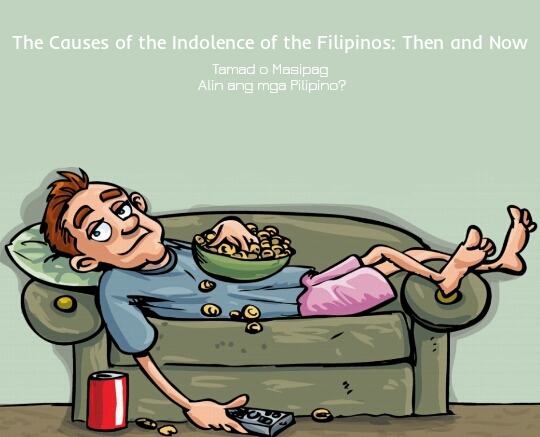 The Causes of the Indolence of the Filipinos: Then and Now
Tamad o Masipag
Alin ang mga Pilipino?